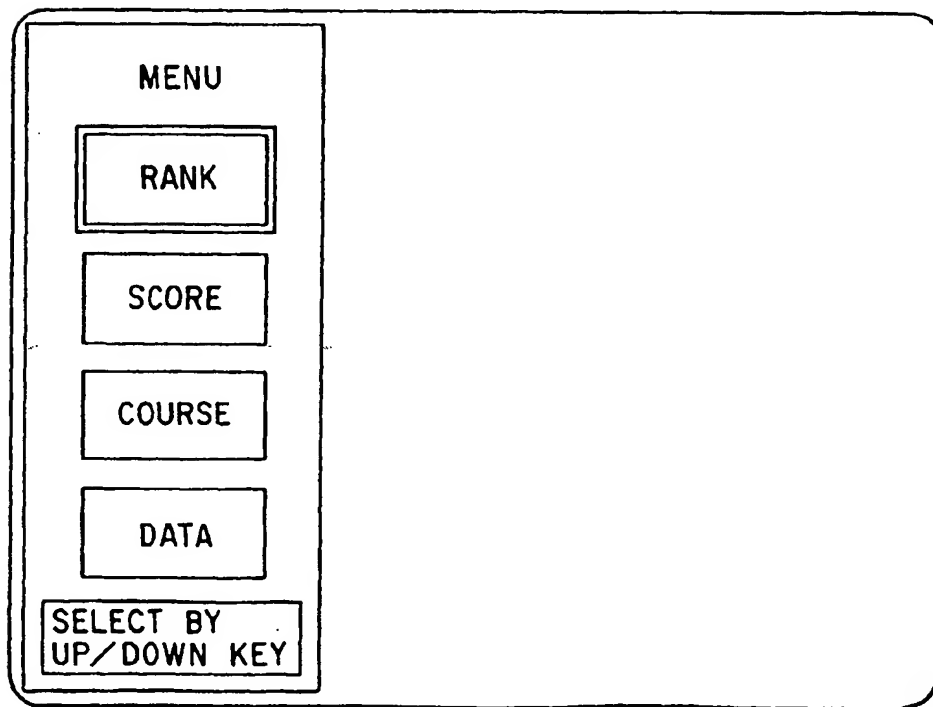 MENU
RANK
SCORE
COURSE
DATA
SELECT BY
UP/DOWN KEY